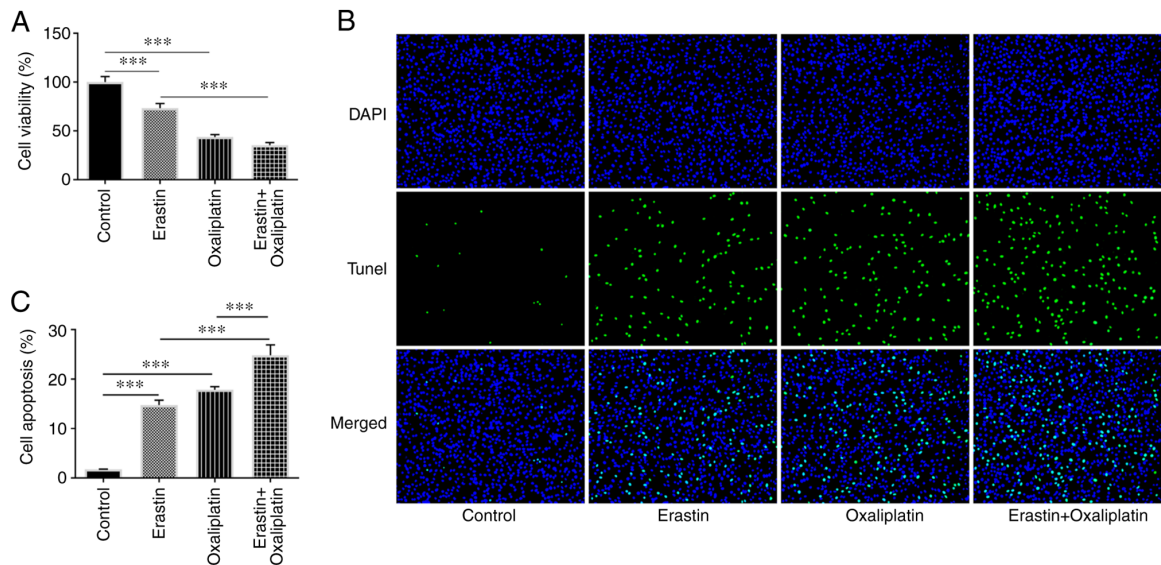 A
Cell viability (%)
150
100
50
0
***
***
***
Control
Erastin
Oxaliplatin
Erastin+
Oxaliplatin
B
DAPI
Tunel
Merged
Control
Erastin
Oxaliplatin
Erastin+Oxaliplatin
C
Cell apoptosis (%)
30
20
10
0
***
***
***
***
Control
Erastin
Oxaliplatin
Erastin+
Oxaliplatin